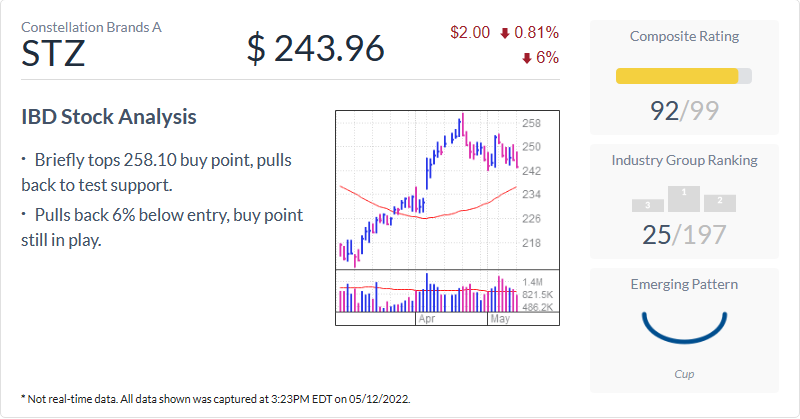 Constellation Brands A
STZ
$ 243.96
$2.00 0.81%
6%
IBD Stock Analysis
· Briefly tops 258.10 buy point, pulls
back to test support.
· Pulls back 6% below entry, buy point
still in play.
258
250
242
234
226
218
1.4M
821.5K
486.2K
Apr
May
Composite Rating
92/99
Industry Group Ranking
3
1
2
25/197
Emerging Pattern
Cup
* Not real-time data. All data shown was captured at 3:23PM EDT on 05/12/2022.